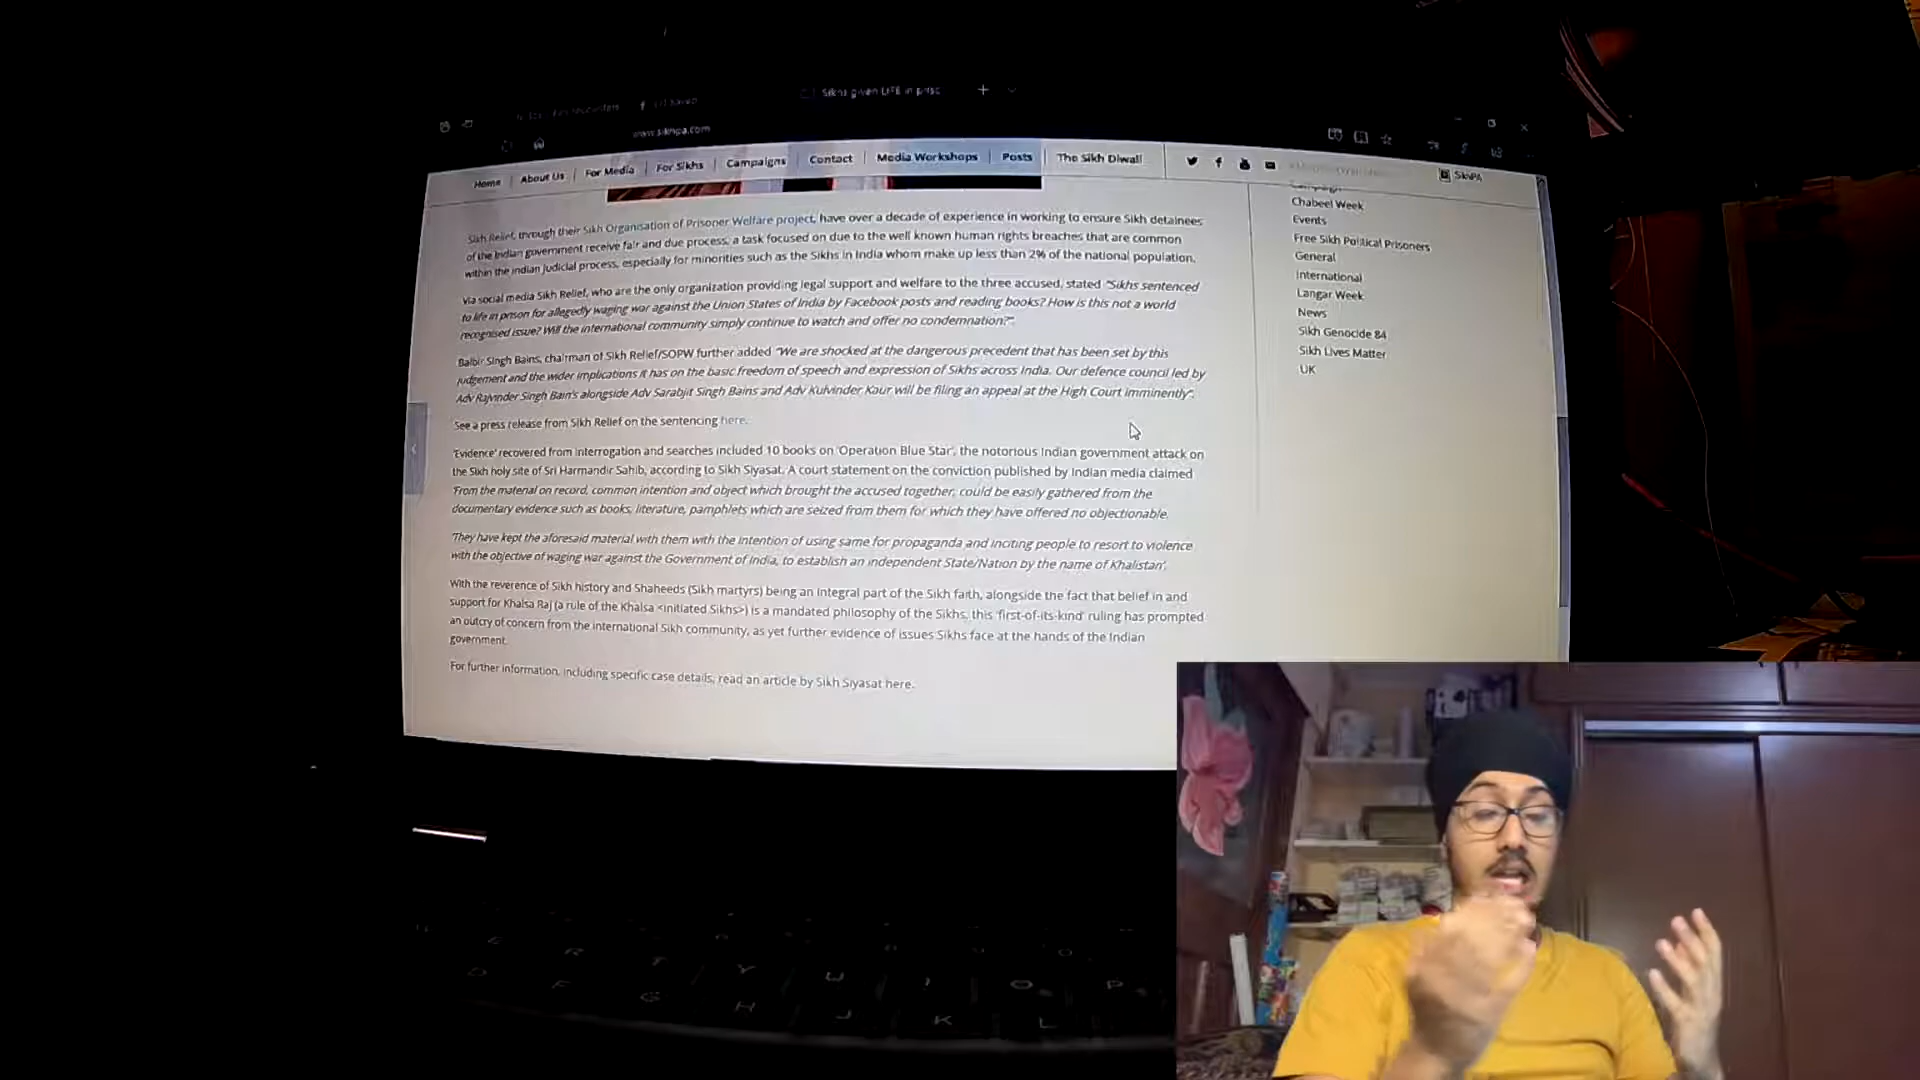 Sikhs given LIFE in
www.sikhpa.com
Home | About Us | For Media | For Sikhs | Campaigns | Contact | Media Workshops | Posts | The Sikh Diwali
SikhPA
Sikh Relief, through their Sikh Organisation of Prisoner Welfare project, have over a decade of experience in working to ensure Sikh detainees
of the Indian government receive fair and due process, a task focused on due to the well known human rights breaches that are common
within the Indian judicial process, especially for minorities such as the Sikhs in India whom make up less than 2% of the national population.
Via social media Sikh Relief, who are the only organization providing legal support and welfare to the three accused, stated "Sikhs sentenced
to life in prison for allegedly waging war against the Union States of India by Facebook posts and reading books? How is this not a world
recognised issue? Will the international community simply continue to watch and offer no condemnation?".
Balbir Singh Bains, chairman of Sikh Relief/SOPW further added "We are shocked at the dangerous precedent that has been set by this
judgement and the wider implications it has on the basic freedom of speech and expression of Sikhs across India. Our defence council led by
Adv Rajvinder Singh Bain's alongside Adv Sarabjit Singh Bains and Adv Kulvinder Kaur will be filing an appeal at the High Court imminently".
See a press release from Sikh Relief on the sentencing here.
'Evidence' recovered from interrogation and searches included 10 books on 'Operation Blue Star', the notorious Indian government attack on
the Sikh holy site of Sri Harmandir Sahib, according to Sikh Siyasat. A court statement on the conviction published by Indian media claimed
'From the material on record, common intention and object which brought the accused together, could be easily gathered from the
documentary evidence such as books, literature, pamphlets which are seized from them for which they have offered no objectionable.
'They have kept the aforesaid material with them with the intention of using same for propaganda and inciting people to resort to violence
with the objective of waging war against the Government of India, to establish an independent State/Nation by the name of Khalistan'.
With the reverence of Sikh history and Shaheeds (Sikh martyrs) being an integral part of the Sikh faith, alongside the fact that belief in and
support for Khalsa Raj (a rule of the Khalsa <initiated Sikhs>) is a mandated philosophy of the Sikhs, this 'first-of-its-kind' ruling has prompted
an outcry of concern from the international Sikh community, as yet further evidence of issues Sikhs face at the hands of the Indian
government.
For further information, including specific case details, read an article by Sikh Siyasat here.
Chabeel Week
Events
Free Sikh Political Prisoners
General
International
Langar Week
News
Sikh Genocide 84
Sikh Lives Matter
UK
R T Y U I O P
D F G H J K L